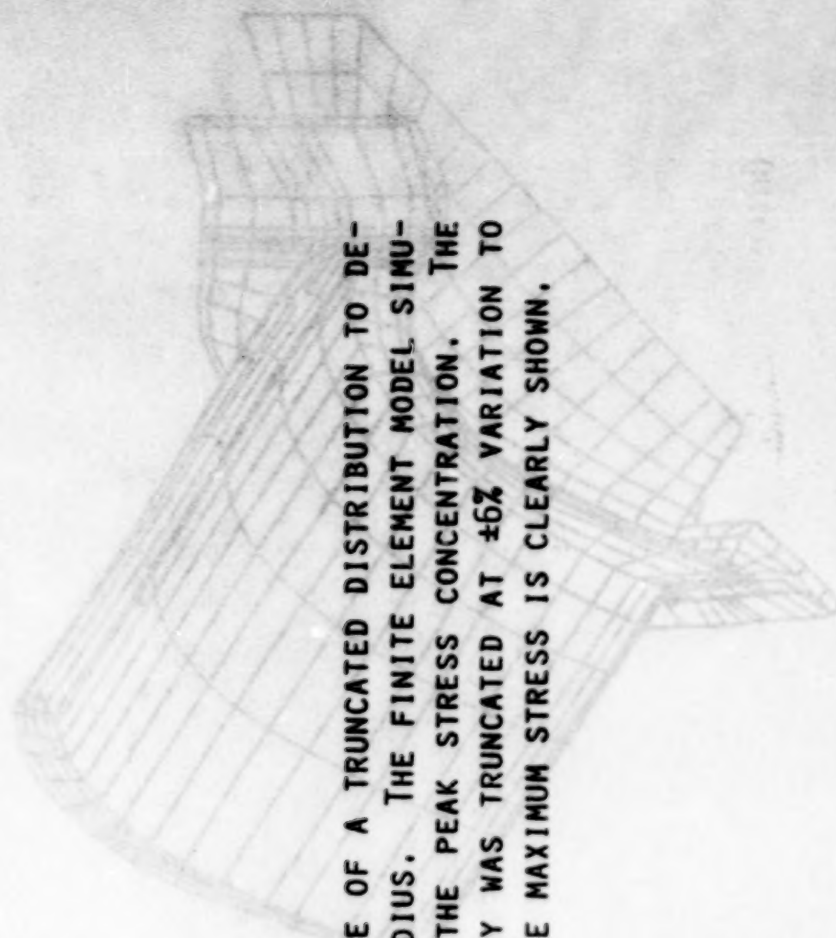 E OF A TRUNCATED DISTRIBUTION TO DE-
DIUS. THE FINITE ELEMENT MODEL SIMU-
THE PEAK STRESS CONCENTRATION. THE
Y WAS TRUNCATED AT ±6% VARIATION TO
E MAXIMUM STRESS IS CLEARLY SHOWN.